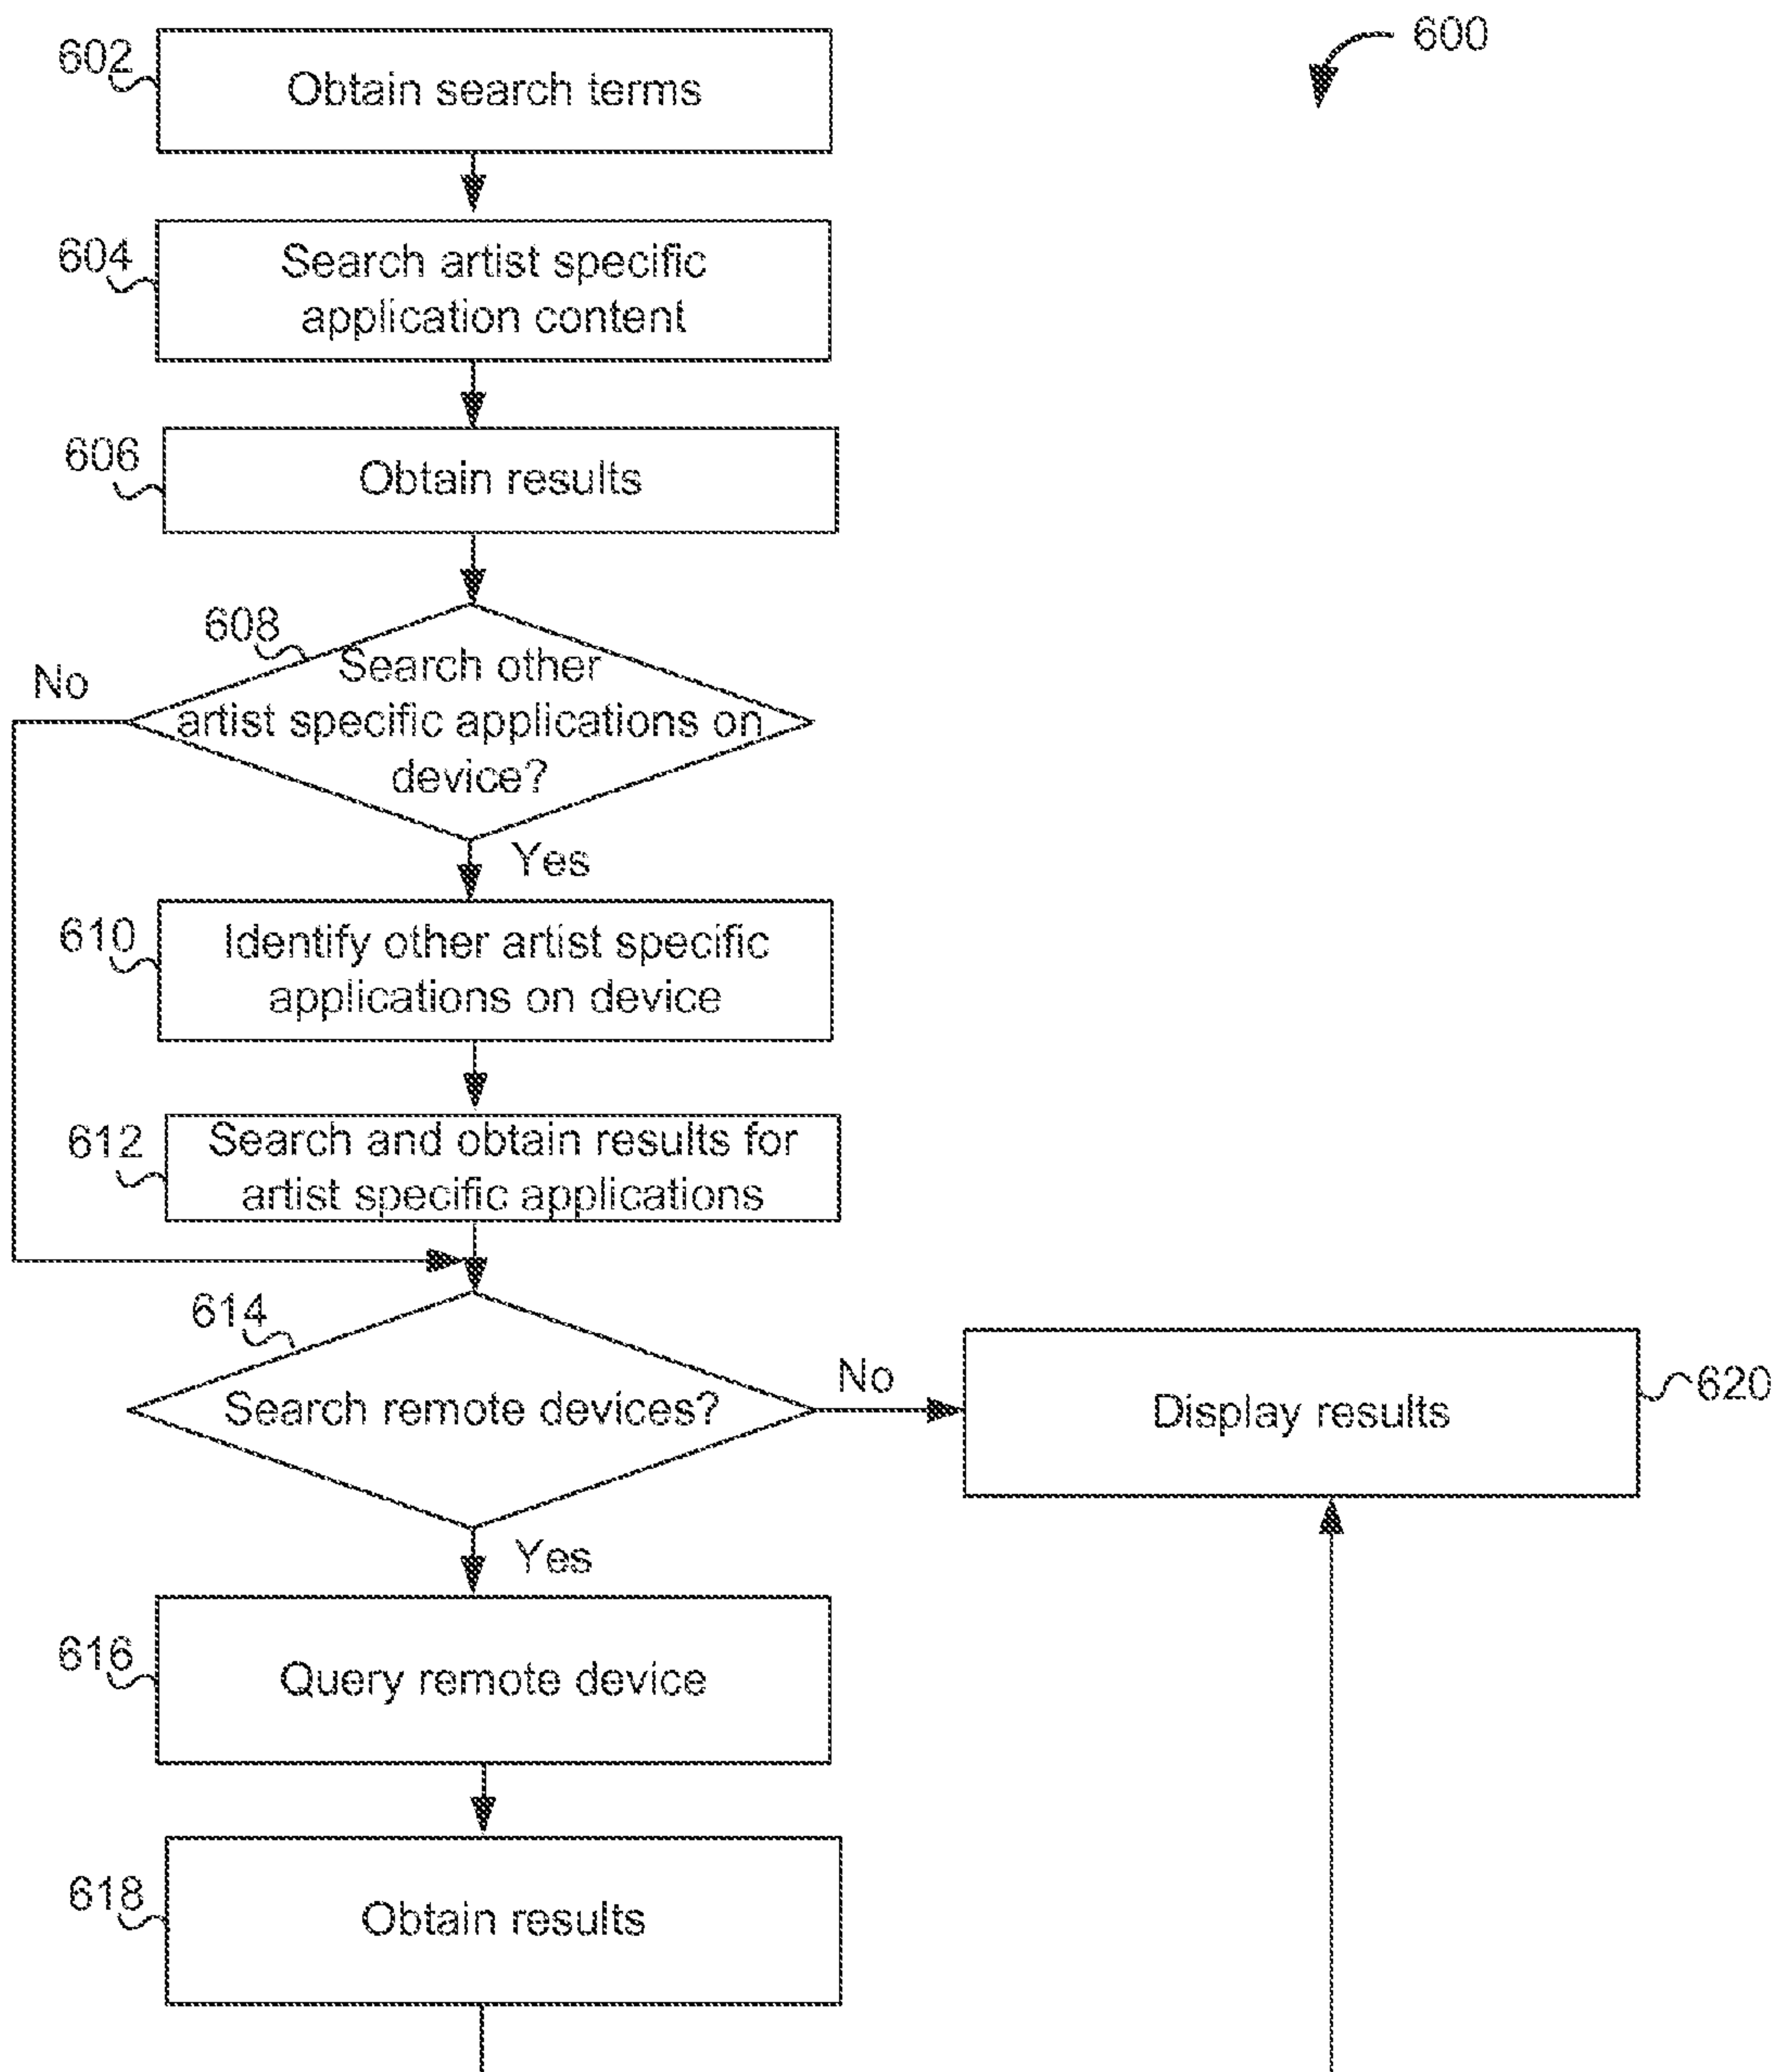 600
602
Obtain search terms
604
Search artist specific
application content
606
Obtain results
608
Search other
artist specific applications on
device?
No
Yes
610
Identify other artist specific
applications on device
612
Search and obtain results for
artist specific applications
614
Search remote devices?
No
Display results
620
Yes
616
Query remote device
618
Obtain results